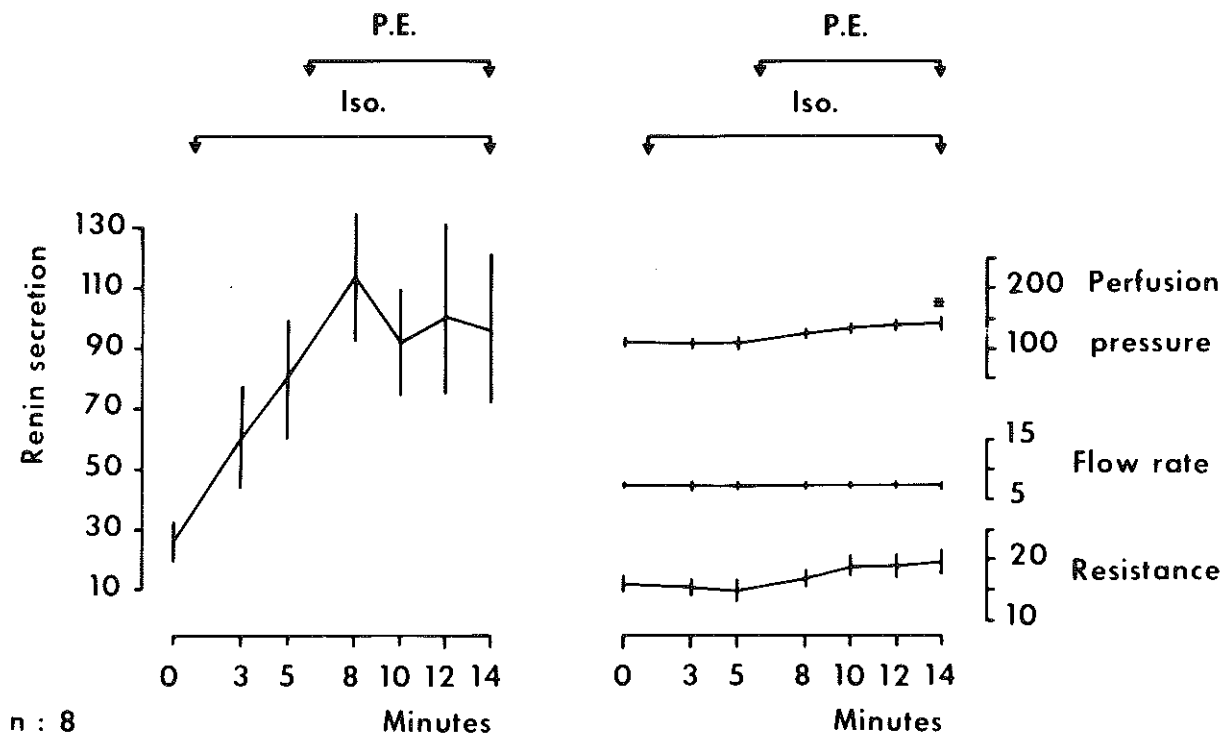 P.E.
Iso.
Renin secretion
130
110
90
70
50
30
10
0 3 5 8 10 12 14
Minutes
n : 8
P.E.
Iso.
200 Perfusion
100 pressure
15
Flow rate
5
20
Resistance
10
0 3 5 8 10 12 14
Minutes